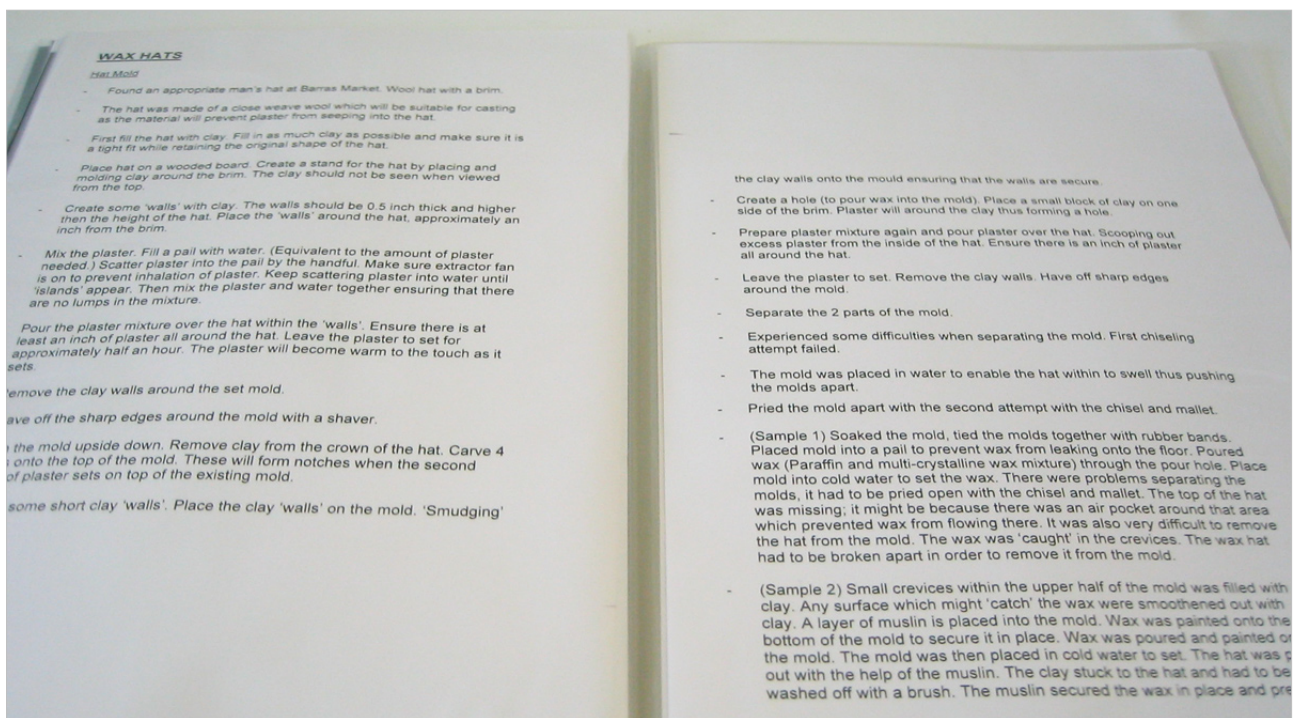 WAX HATS
Hat Mold
- Found an appropriate man's hat at Barras Market. Wool hat with a brim.
- The hat was made of a close weave wool which will be suitable for casting
as the material will prevent plaster from seeping into the hat.
- First fill the hat with clay. Fill in as much clay as possible and make sure it is
a tight fit while retaining the original shape of the hat.
- Place hat on a wooded board. Create a stand for the hat by placing and
molding clay around the brim. The clay should not be seen when viewed
from the top.
- Create some 'walls' with clay. The walls should be 0.5 inch thick and higher
then the height of the hat. Place the 'walls' around the hat, approximately an
inch from the brim.
- Mix the plaster. Fill a pail with water. (Equivalent to the amount of plaster
needed.) Scatter plaster into the pail by the handful. Make sure extractor fan
is on to prevent inhalation of plaster. Keep scattering plaster into water until
'islands' appear. Then mix the plaster and water together ensuring that there
are no lumps in the mixture.
Pour the plaster mixture over the hat within the 'walls'. Ensure there is at
least an inch of plaster all around the hat. Leave the plaster to set for
approximately half an hour. The plaster will become warm to the touch as it
sets.
emove the clay walls around the set mold.
ave off the sharp edges around the mold with a shaver.
the mold upside down. Remove clay from the crown of the hat. Carve 4
onto the top of the mold. These will form notches when the second
of plaster sets on top of the existing mold.
some short clay 'walls'. Place the clay 'walls' on the mold. 'Smudging'
the clay walls onto the mould ensuring that the walls are secure.
- Create a hole (to pour wax into the mold). Place a small block of clay on one
side of the brim. Plaster will around the clay thus forming a hole.
- Prepare plaster mixture again and pour plaster over the hat. Scooping out
excess plaster from the inside of the hat. Ensure there is an inch of plaster
all around the hat.
- Leave the plaster to set. Remove the clay walls. Have off sharp edges
around the mold.
- Separate the 2 parts of the mold.
- Experienced some difficulties when separating the mold. First chiseling
attempt failed.
- The mold was placed in water to enable the hat within to swell thus pushing
the molds apart.
- Pried the mold apart with the second attempt with the chisel and mallet.
- (Sample 1) Soaked the mold, tied the molds together with rubber bands.
Placed mold into a pail to prevent wax from leaking onto the floor. Poured
wax (Paraffin and multi-crystalline wax mixture) through the pour hole. Place
mold into cold water to set the wax. There were problems separating the
molds, it had to be pried open with the chisel and mallet. The top of the hat
was missing; it might be because there was an air pocket around that area
which prevented wax from flowing there. It was also very difficult to remove
the hat from the mold. The wax was 'caught' in the crevices. The wax hat
had to be broken apart in order to remove it from the mold.
- (Sample 2) Small crevices within the upper half of the mold was filled with
clay. Any surface which might 'catch' the wax were smoothened out with
clay. A layer of muslin is placed into the mold. Wax was painted onto the
bottom of the mold to secure it in place. Wax was poured and painted
the mold. The mold was then placed in cold water to set. The hat was
out with the help of the muslin. The clay stuck to the hat and had to be
washed off with a brush. The muslin secured the wax in place and pre